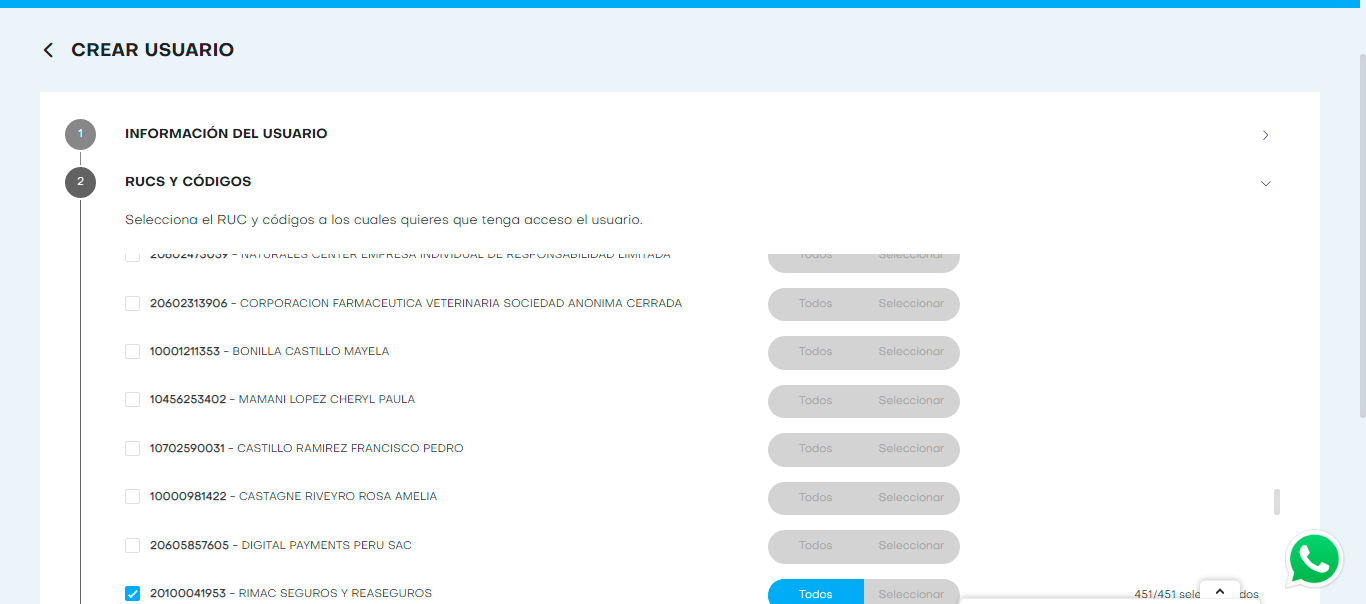 CREAR USUARIO
1 INFORMACIÓN DEL USUARIO
2 RUCS Y CÓDIGOS
Selecciona el RUC y códigos a los cuales quieres que tenga acceso el usuario.
20602473039 - NATURALES CENTER EMPRESA INDIVIDUAL DE RESPONSABILIDAD LIMITADA Todos Seleccionar
20602313906 - CORPORACION FARMACEUTICA VETERINARIA SOCIEDAD ANONIMA CERRADA Todos Seleccionar
10001211353 - BONILLA CASTILLO MAYELA Todos Seleccionar
10456253402 - MAMANI LOPEZ CHERYL PAULA Todos Seleccionar
10702590031 - CASTILLO RAMIREZ FRANCISCO PEDRO Todos Seleccionar
10000981422 - CASTAGNE RIVEYRO ROSA AMELIA Todos Seleccionar
20605857605 - DIGITAL PAYMENTS PERU SAC Todos Seleccionar
20100041953 - RIMAC SEGUROS Y REASEGUROS Todos Seleccionar 451/451